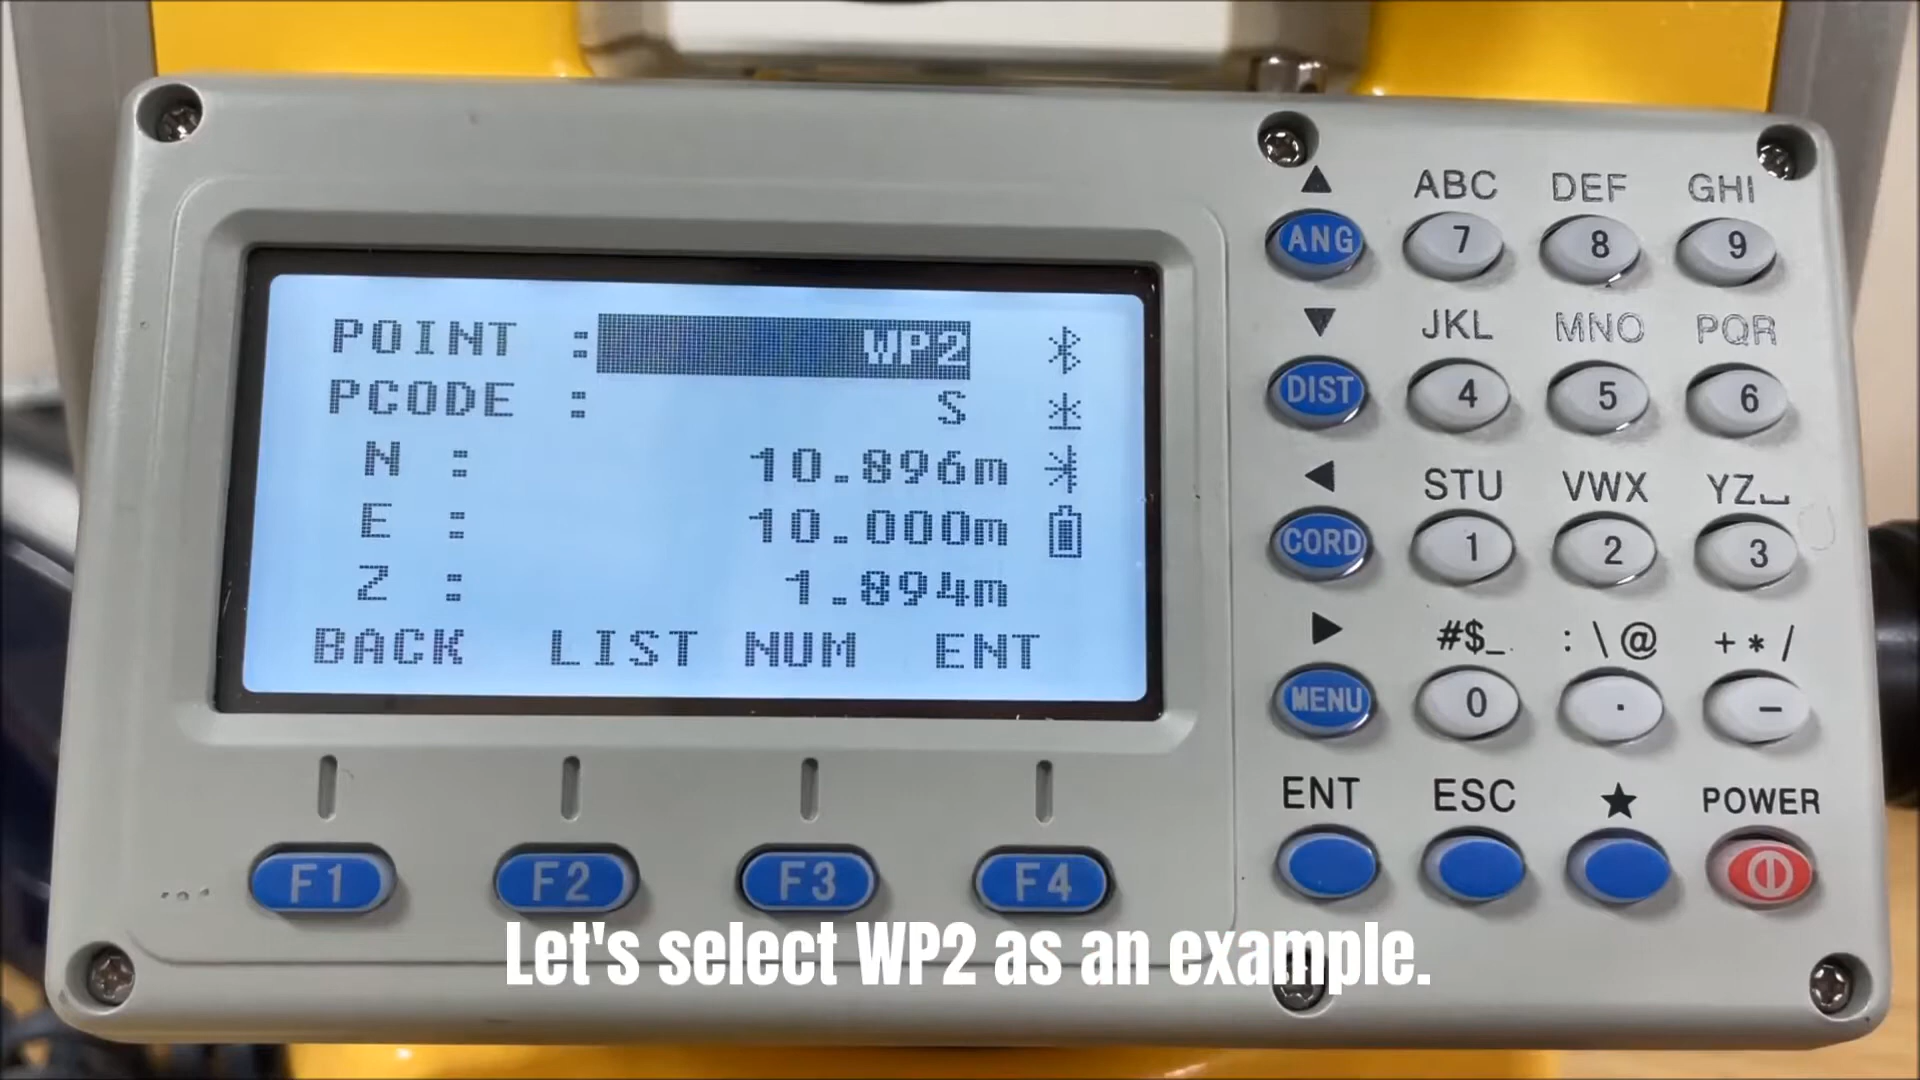 POINT : WP2
PCODE : S
N : 10.896m
E : 10.000m
Z : 1.894m
BACK LIST NUM ENT
F1 F2 F3 F4
ABC DEF GHI
ANG 7 8 9
JKL MNO PQR
DIST 4 5 6
STU VWX YZ⎵
CORD 1 2 3
#$_ :\@ +*/
MENU 0 . -
ENT ESC ★ POWER
Let's select WP2 as an example.